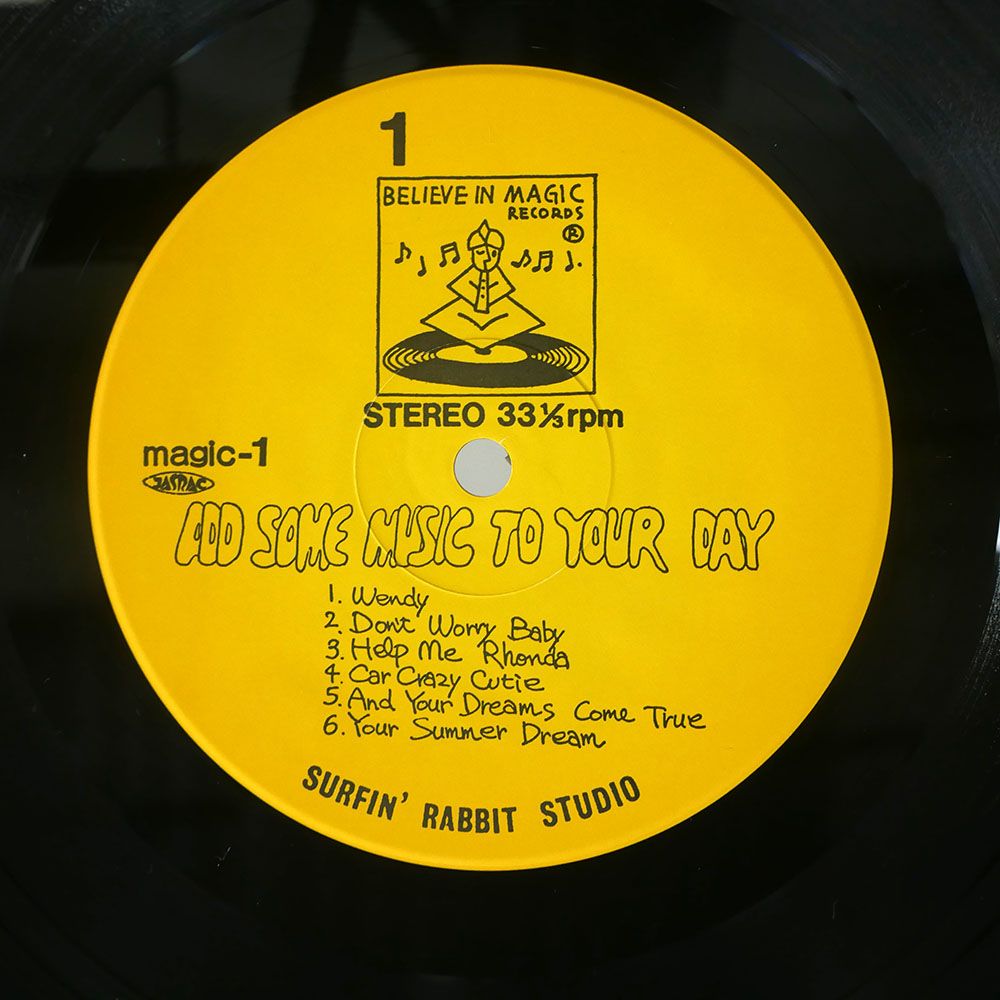 1
BELIEVE IN MAGIC
RECORDS
®
STEREO 33⅓rpm
magic-1
JASRAC
ADD SOME MUSIC TO YOUR DAY
1. Wendy
2. Don't Worry Baby
3. Help Me Rhonda
4. Car Crazy Cutie
5. And Your Dreams Come True
6. Your Summer Dream
SURFIN' RABBIT STUDIO